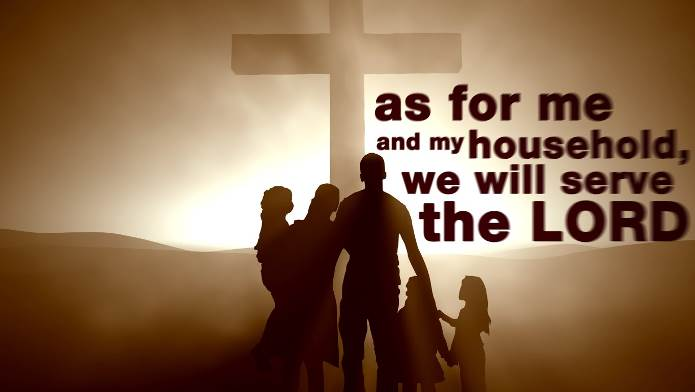 as for me
and my household,
we will serve
the LORD